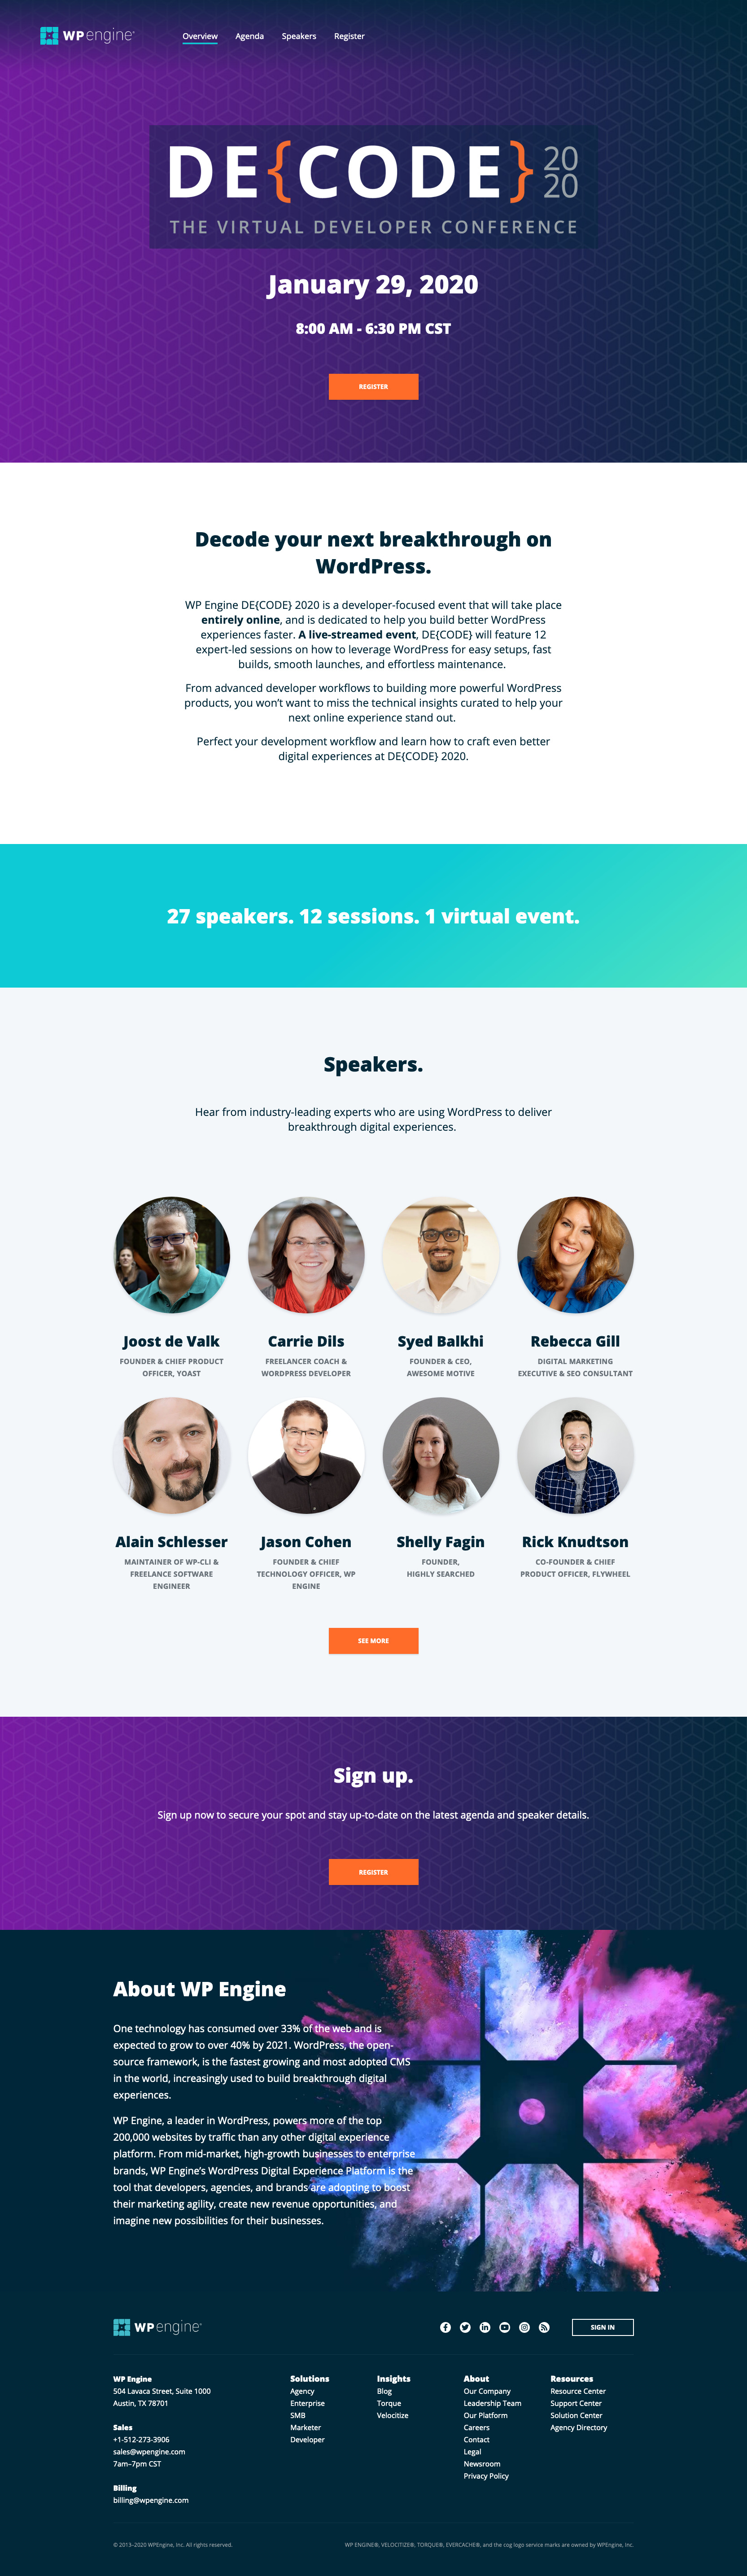 WPengine
Overview
Agenda
Speakers
Register
DE{CODE} 20
20
THE VIRTUAL DEVELOPER CONFERENCE
January 29, 2020
8:00 AM - 6:30 PM CST
REGISTER
Decode your next breakthrough on
WordPress.
WP Engine DE{CODE} 2020 is a developer-focused event that will take place
entirely online, and is dedicated to help you build better WordPress
experiences faster. A live-streamed event, DE{CODE} will feature 12
expert-led sessions on how to leverage WordPress for easy setups, fast
builds, smooth launches, and effortless maintenance.
From advanced developer workflows to building more powerful WordPress
products, you won’t want to miss the technical insights curated to help your
next online experience stand out.
Perfect your development workflow and learn how to craft even better
digital experiences at DE{CODE} 2020.
27 speakers. 12 sessions. 1 virtual event.
Speakers.
Hear from industry-leading experts who are using WordPress to deliver
breakthrough digital experiences.
Joost de Valk
FOUNDER & CHIEF PRODUCT
OFFICER, YOAST
Carrie Dils
FREELANCER COACH &
WORDPRESS DEVELOPER
Syed Balkhi
FOUNDER & CEO,
AWESOME MOTIVE
Rebecca Gill
DIGITAL MARKETING
EXECUTIVE & SEO CONSULTANT
Alain Schlesser
MAINTAINER OF WP-CLI &
FREELANCE SOFTWARE
ENGINEER
Jason Cohen
FOUNDER & CHIEF
TECHNOLOGY OFFICER, WP
ENGINE
Shelly Fagin
FOUNDER,
HIGHLY SEARCHED
Rick Knudtson
CO-FOUNDER & CHIEF
PRODUCT OFFICER, FLYWHEEL
SEE MORE
Sign up.
Sign up now to secure your spot and stay up-to-date on the latest agenda and speaker details.
REGISTER
About WP Engine
One technology has consumed over 33% of the web and is
expected to grow to over 40% by 2021. WordPress, the open-
source framework, is the fastest growing and most adopted CMS
in the world, increasingly used to build breakthrough digital
experiences.
WP Engine, a leader in WordPress, powers more of the top
200,000 websites by traffic than any other digital experience
platform. From mid-market, high-growth businesses to enterprise
brands, WP Engine’s WordPress Digital Experience Platform is the
tool that developers, agencies, and brands are adopting to boost
their marketing agility, create new revenue opportunities, and
imagine new possibilities for their businesses.
WPengine
SIGN IN
WP Engine
504 Lavaca Street, Suite 1000
Austin, TX 78701
Sales
+1-512-273-3906
sales@wpengine.com
7am–7pm CST
Billing
billing@wpengine.com
Solutions
Agency
Enterprise
SMB
Marketer
Developer
Insights
Blog
Torque
Velocitize
About
Our Company
Leadership Team
Our Platform
Careers
Contact
Legal
Newsroom
Privacy Policy
Resources
Resource Center
Support Center
Solution Center
Agency Directory
© 2013–2020 WPEngine, Inc. All rights reserved.
WP ENGINE®, VELOCITIZE®, TORQUE®, EVERCACHE®, and the cog logo service marks are owned by WPEngine, Inc.